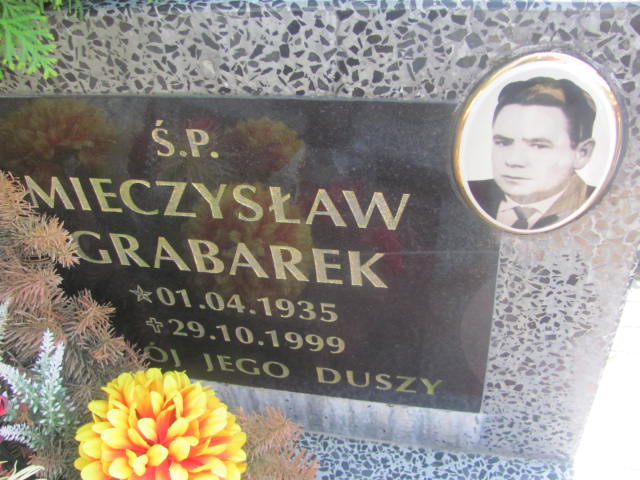 Ś.P.
MIECZYSŁAW
GRABAREK
☆01.04.1935
✝29.10.1999
JEGO DUSZY